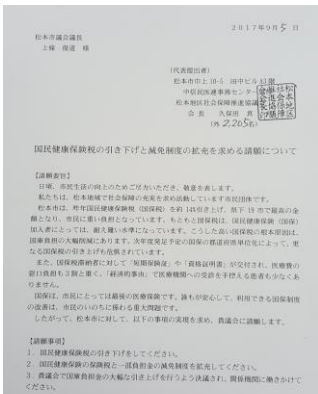 2017年9月5日
松本市議会議長
上條 俊道 様
(代表提出者)
松本市市上10-5 田中ビル1階
中信民医連事務センター
松本地区社会保障推進協議会
会長 久保田 真
(外 2,265名)
国民健康保険税の引き下げと減免制度の拡充を求める請願について
【請願要旨】
日頃、市民生活の向上のためご尽力いただき、敬意を表します。
私たちは、松本地域で社会保障の充実を求め活動しています市民団体です。
松本市は、昨年国民健康保険税(国保税)を約14%引上げ、県下19市で最高の金
額となり、市民に重い負担となっています。もともと国保税は、国民健康保険(国保)
加入者にとっては、耐え難い水準になっています。こうした高い国保税の根本原因は、
国庫負担の大幅削減にあります。次年度発足予定の国保の都道府県単位化によって、更
なる国保税の引き上げも危惧されています。
また、国保税滞納者に対して「短期保険証」や「資格証明書」が交付され、医療費の
窓口負担も3割と重く、「経済的事由」で医療機関への受診を手控える患者も少なくあ
りません。
国保は、市民にとっては最後の医療保険です。誰もが安心して、利用できる国保制度
の改善は、市民のいのちに係わる重大問題です。
したがって、松本市に対して、以下の事項の実現を求め、貴議会に請願します。
【請願事項】
1. 国民健康保険税の引き下げをしてください。
2. 国民健康保険の保険税と一部負担金の減免制度を拡充してください。
3. 貴議会で国庫負担金の大幅な引き上げを行うよう決議され、関係機関に働きかけて
ください。